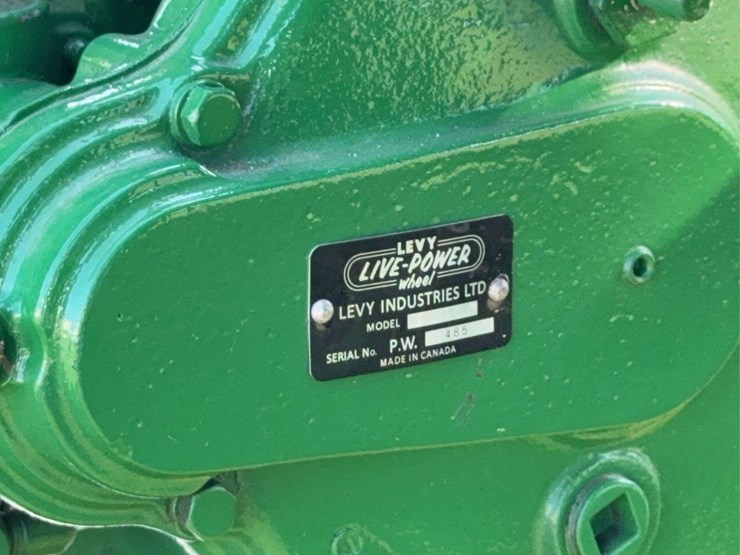 LEVY
LIVE-POWER
Wheel
LEVY INDUSTRIES LTD
MODEL
SERIAL No. P.W. 485
MADE IN CANADA